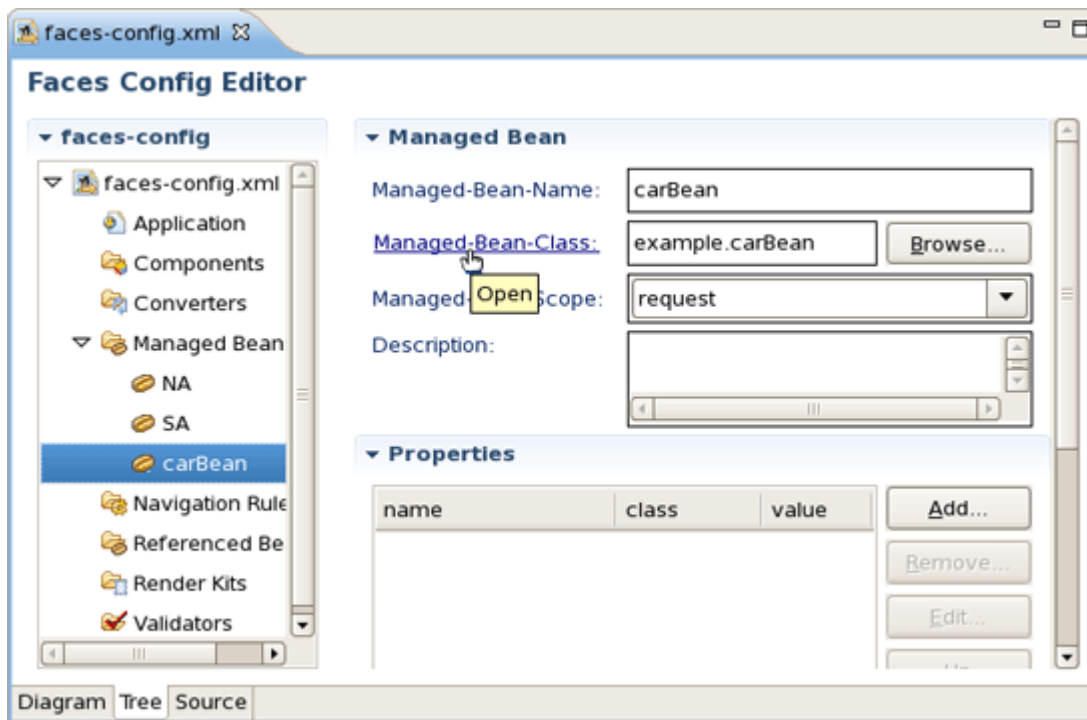 faces-config.xml
Faces Config Editor
faces-config
faces-config.xml
Application
Components
Converters
Managed Bean
NA
SA
carBean
Navigation Rule
Referenced Be
Render Kits
Validators
Managed Bean
Managed-Bean-Name: carBean
Managed-Bean-Class: example.carBean Browse...
Open
Managed- Scope: request
Description:
Properties
name class value Add...
Remove...
Edit...
Diagram Tree Source